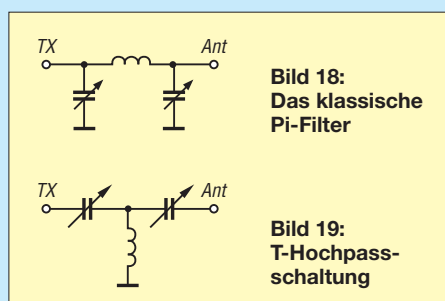 TX
Ant
Bild 18:
Das klassische
Pi-Filter
TX
Ant
Bild 19:
T-Hochpass-
schaltung